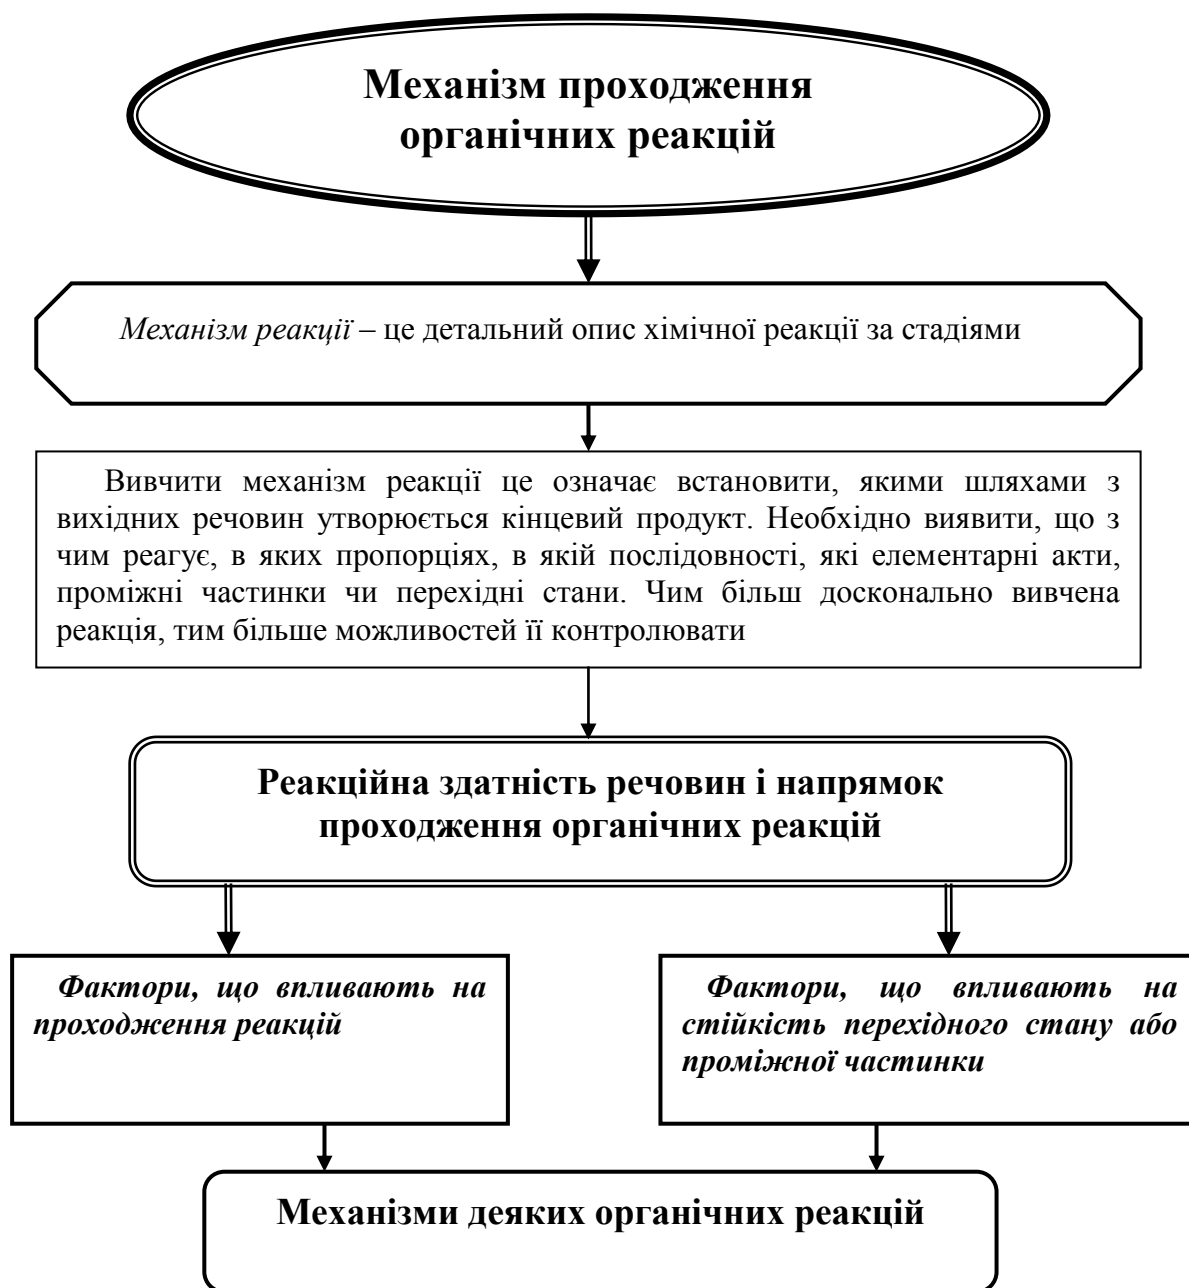 Механізм проходження
органічних реакцій
Механізм реакції – це детальний опис хімічної реакції за стадіями
Вивчити механізм реакції це означає встановити, якими шляхами з
вихідних речовин утворюється кінцевий продукт. Необхідно виявити, що з
чим реагує, в яких пропорціях, в якій послідовності, які елементарні акти,
проміжні частинки чи перехідні стани. Чим більш досконально вивчена
реакція, тим більше можливостей її контролювати
Реакційна здатність речовин і напрямок
проходження органічних реакцій
Фактори, що впливають на
проходження реакцій
Фактори, що впливають на
стійкість перехідного стану або
проміжної частинки
Механізми деяких органічних реакцій